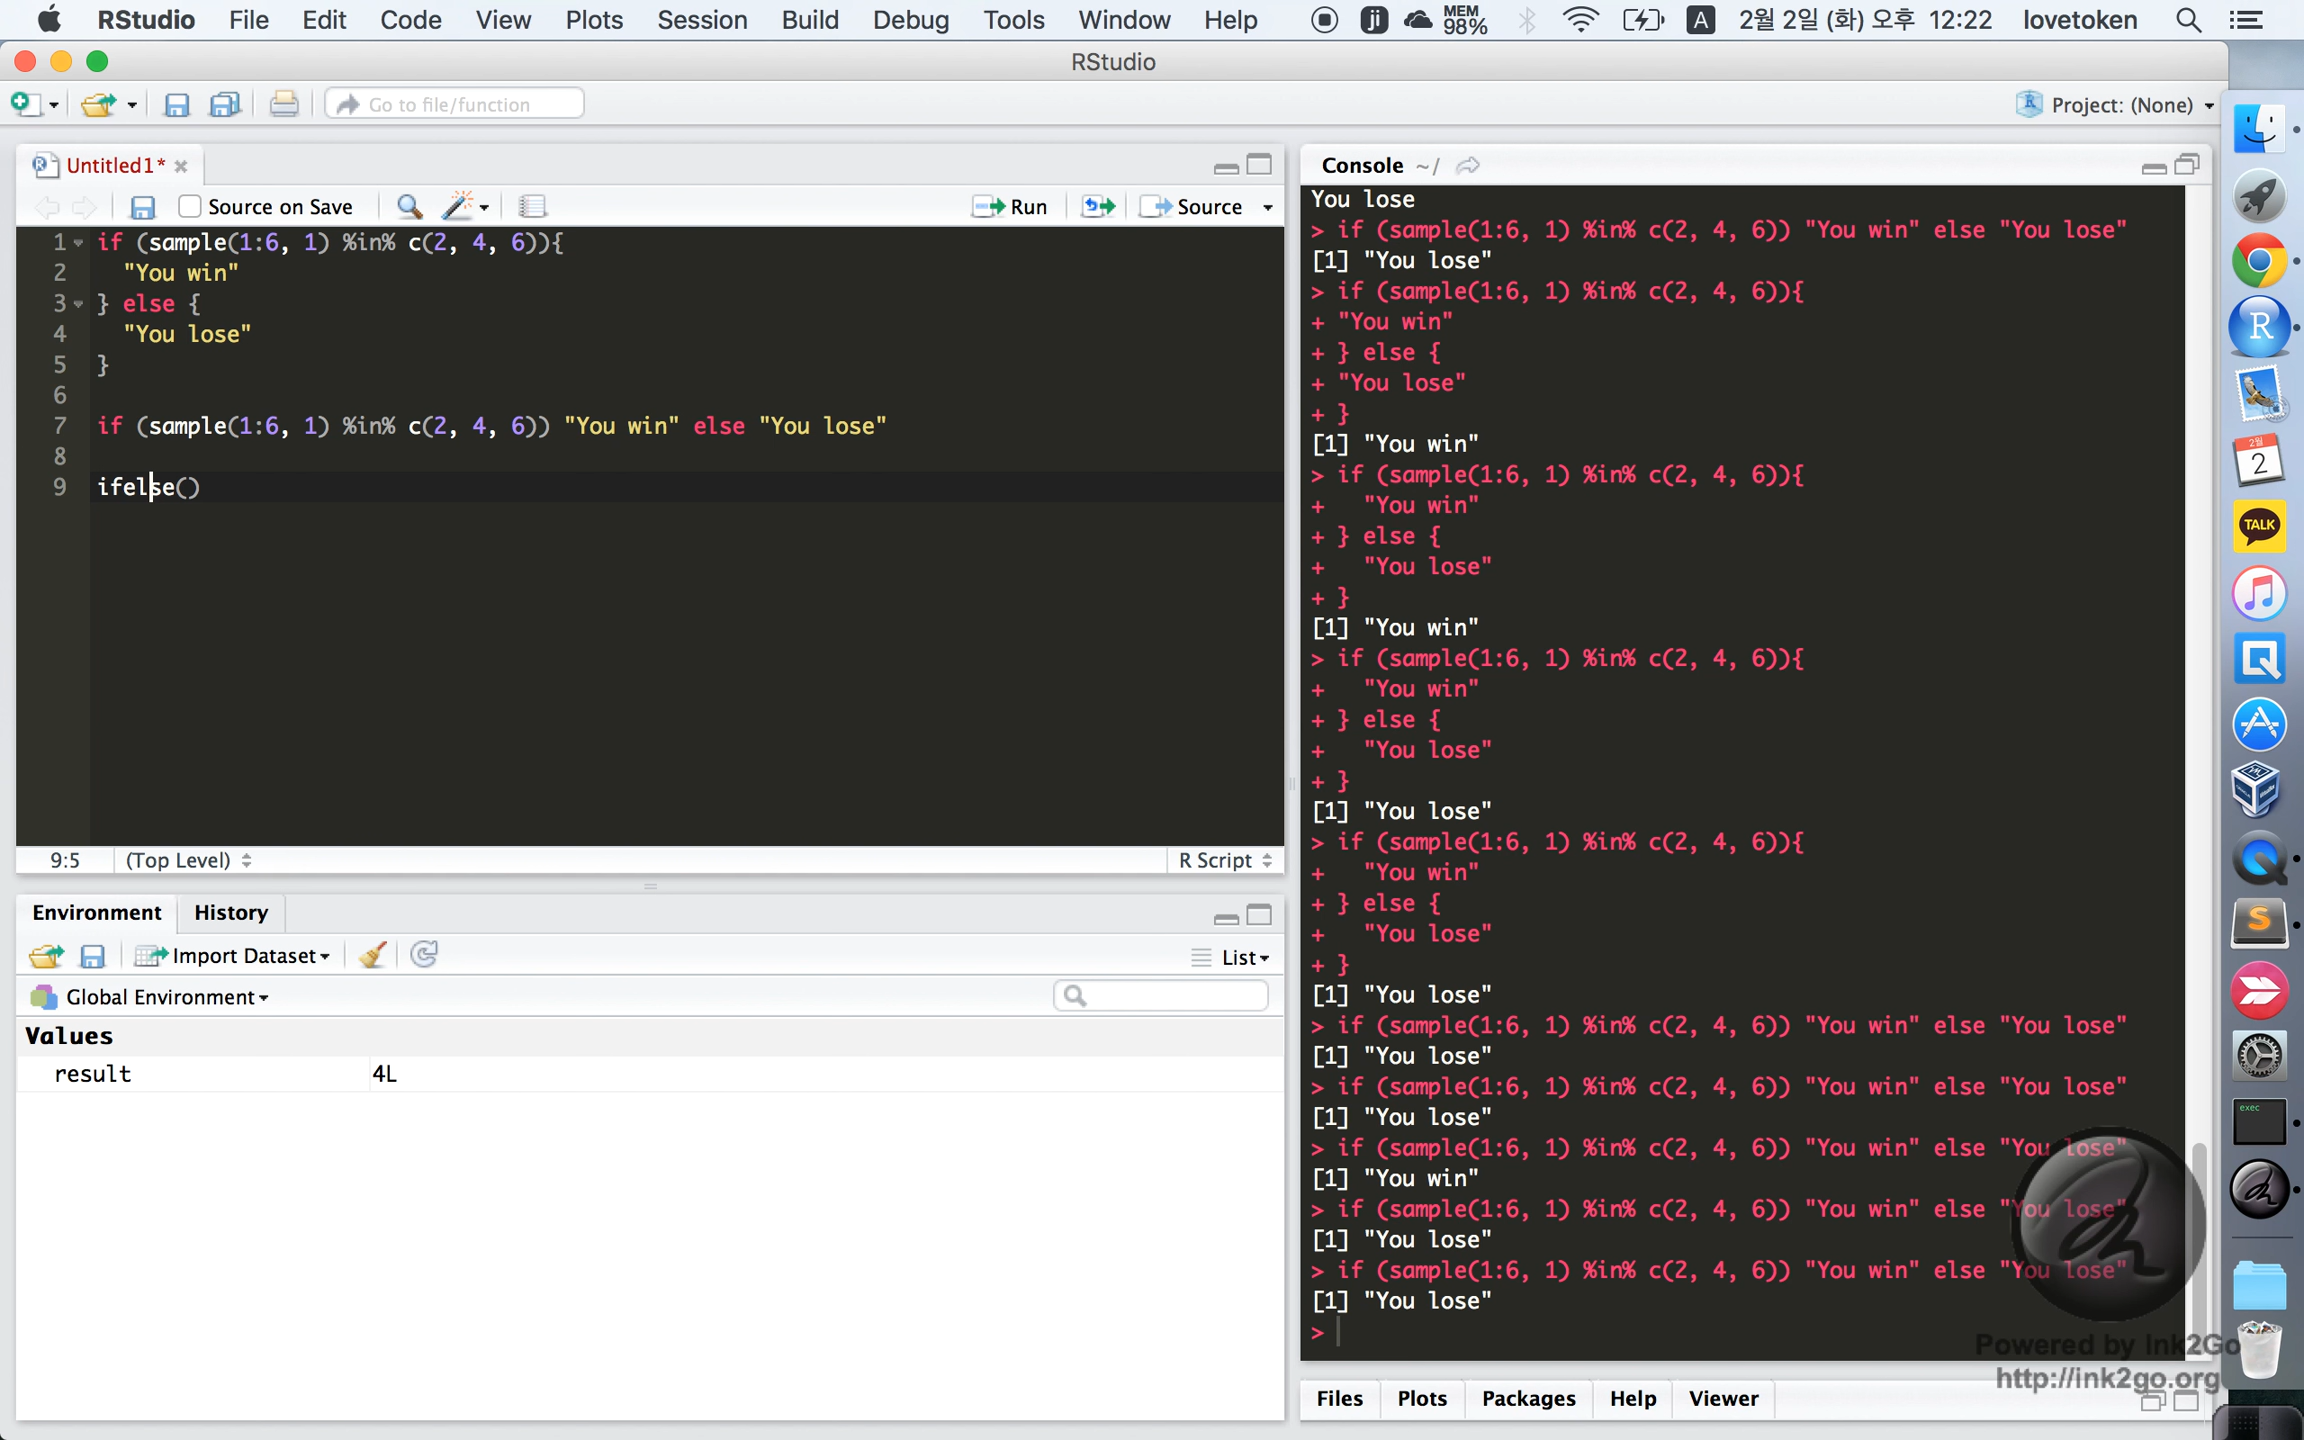 RStudio File Edit Code View Plots Session Build Debug Tools Window Help ji MEM 98% A 2월 2일 (화) 오후 12:22 lovetoken
RStudio
Go to file/function Project: (None)
Untitled1*
Source on Save Run Source
1 if (sample(1:6, 1) %in% c(2, 4, 6)){
2 "You win"
3 } else {
4 "You lose"
5 }
6
7 if (sample(1:6, 1) %in% c(2, 4, 6)) "You win" else "You lose"
8
9 ifelse()
9:5 (Top Level) R Script
Environment History
Import Dataset List
Global Environment
Values
result 4L
Console ~/
You lose
> if (sample(1:6, 1) %in% c(2, 4, 6)) "You win" else "You lose"
[1] "You lose"
> if (sample(1:6, 1) %in% c(2, 4, 6)){
+ "You win"
+ } else {
+ "You lose"
+ }
[1] "You win"
> if (sample(1:6, 1) %in% c(2, 4, 6)){
+ "You win"
+ } else {
+ "You lose"
+ }
[1] "You win"
> if (sample(1:6, 1) %in% c(2, 4, 6)){
+ "You win"
+ } else {
+ "You lose"
+ }
[1] "You lose"
> if (sample(1:6, 1) %in% c(2, 4, 6)){
+ "You win"
+ } else {
+ "You lose"
+ }
[1] "You lose"
> if (sample(1:6, 1) %in% c(2, 4, 6)) "You win" else "You lose"
[1] "You lose"
> if (sample(1:6, 1) %in% c(2, 4, 6)) "You win" else "You lose"
[1] "You lose"
> if (sample(1:6, 1) %in% c(2, 4, 6)) "You win" else "You lose"
[1] "You win"
> if (sample(1:6, 1) %in% c(2, 4, 6)) "You win" else "You lose"
[1] "You lose"
> if (sample(1:6, 1) %in% c(2, 4, 6)) "You win" else "You lose"
[1] "You lose"
>
Powered by Ink2Go
http://ink2go.org
Files Plots Packages Help Viewer
R
2월
2
TALK
S
exec